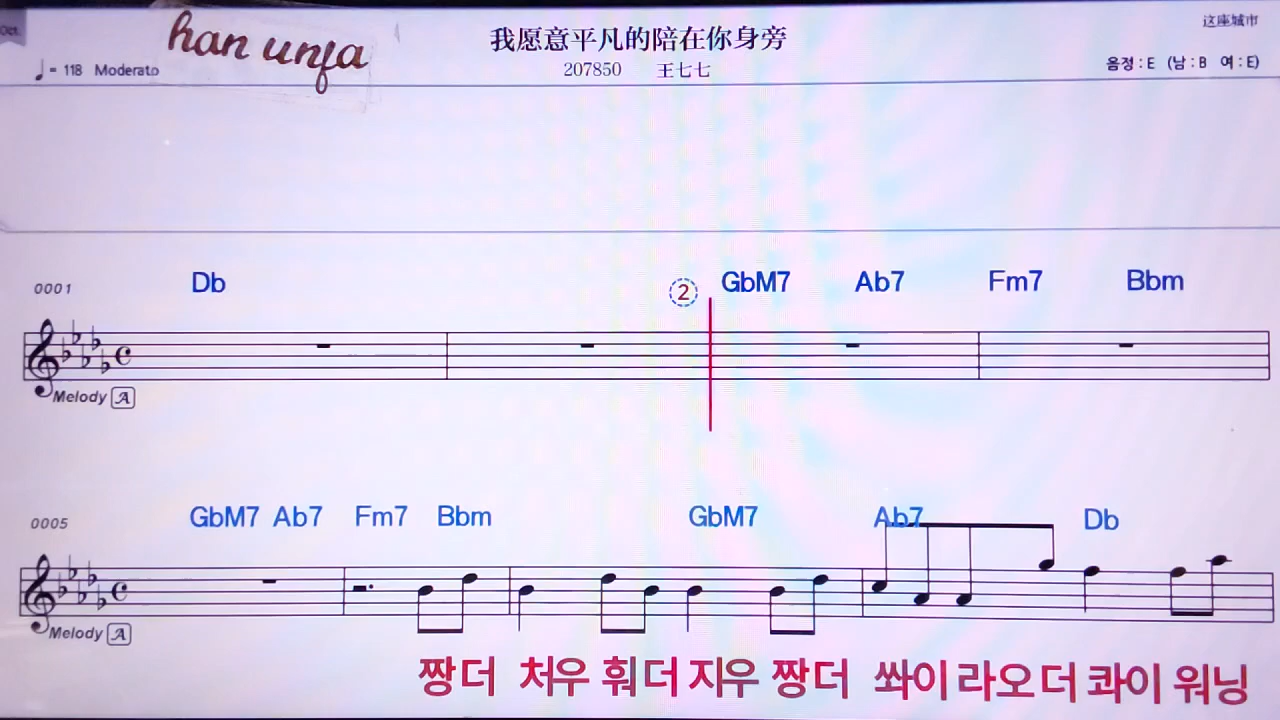 Oct.
han unfa
我愿意平凡的陪在你身旁
这座城市
♩= 118 Moderato
207850 王七七
음정 : E (남 : B 여 : E)
0001 Db ② GbM7 Ab7 Fm7 Bbm
Melody A
0005 GbM7 Ab7 Fm7 Bbm GbM7 Ab7 Db
Melody A
짱더 처우 훠더 지우 짱더 쏴이 라오 더 콰이 워닝